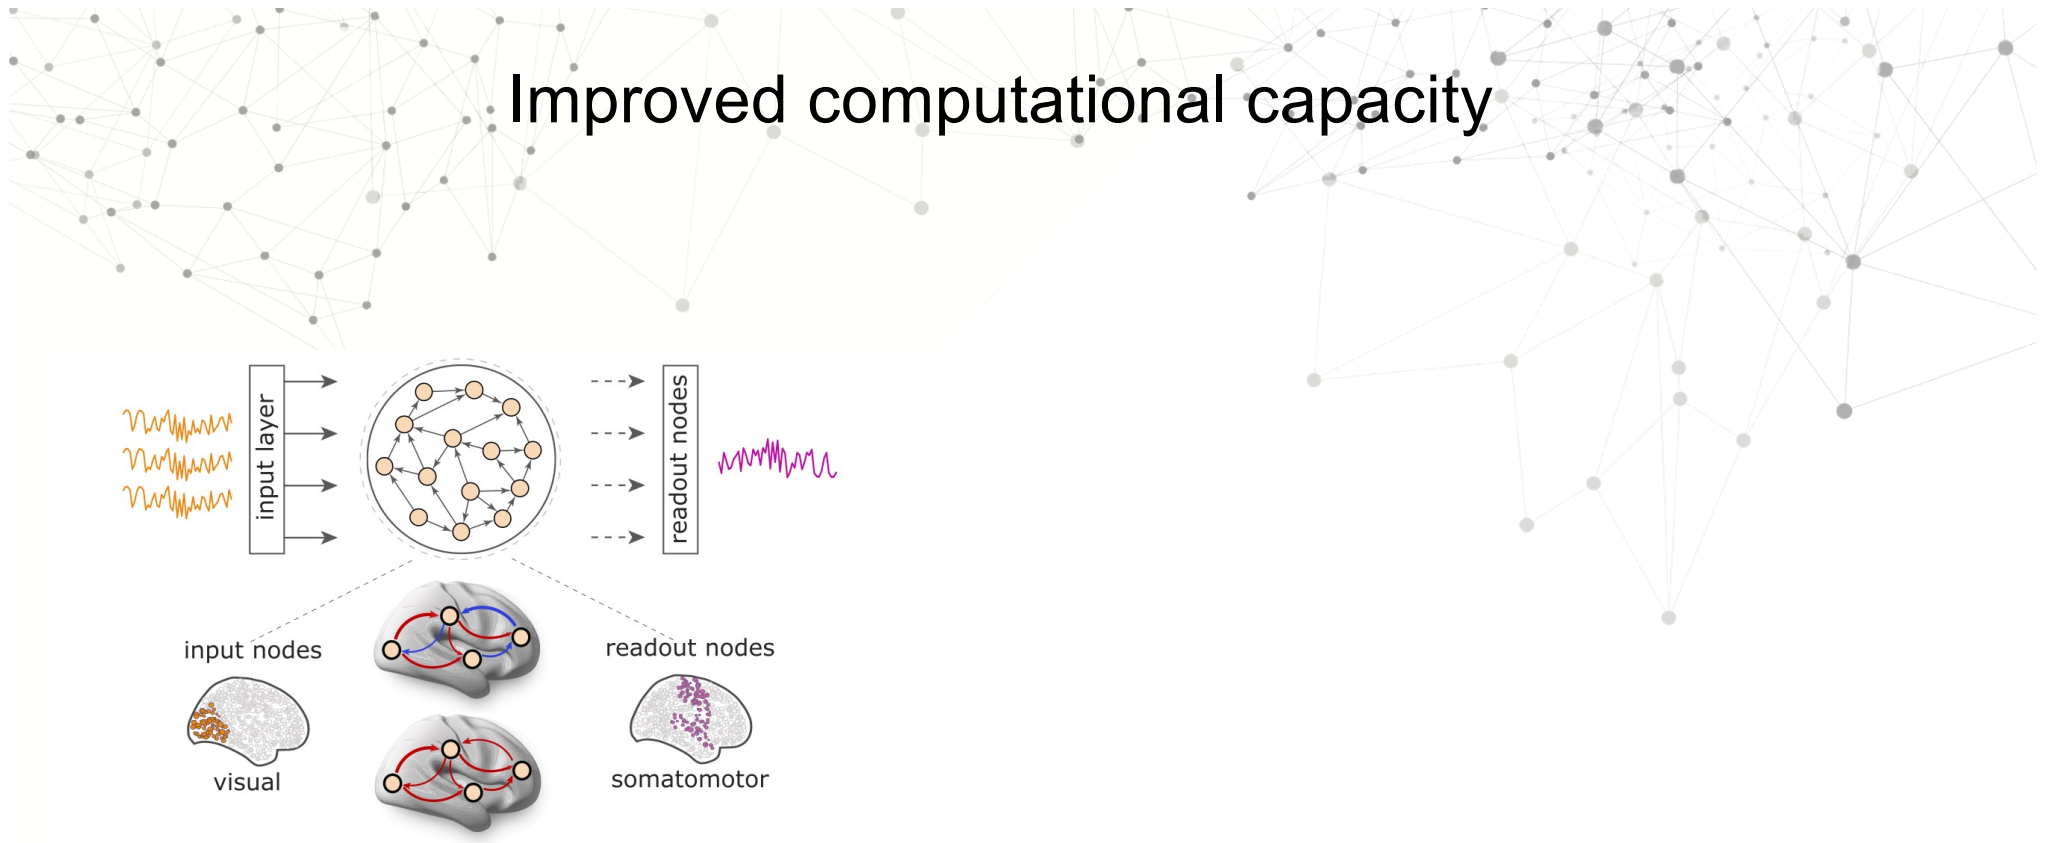 Improved computational capacity
input layer
readout nodes
input nodes
readout nodes
visual
somatomotor